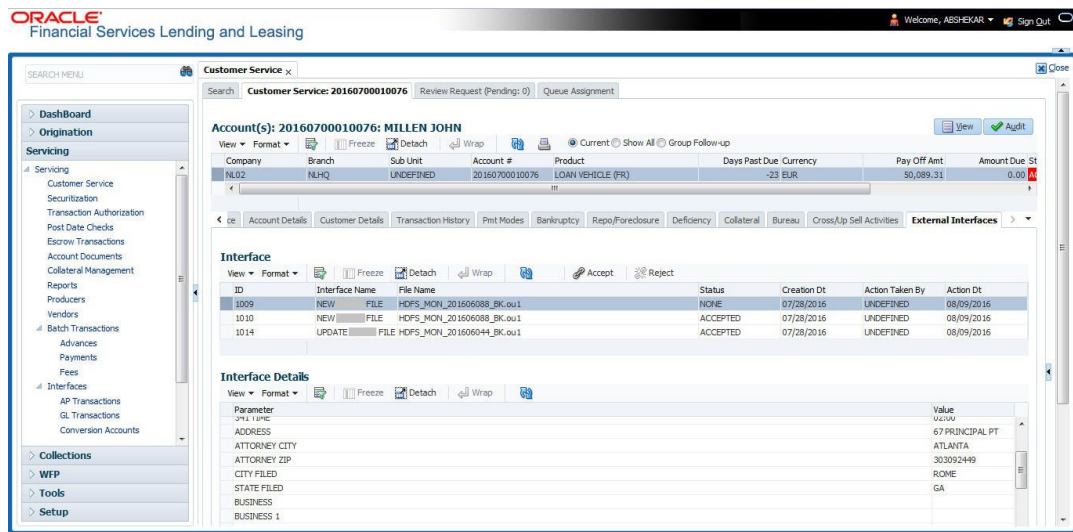 ORACLE
Financial Services Lending and Leasing
Welcome, ABSHEKAR Sign Out
Close
SEARCH MENU
DashBoard
Origination
Servicing
Servicing
Customer Service
Securitization
Transaction Authorization
Post Date Checks
Escrow Transactions
Account Documents
Collateral Management
Reports
Producers
Vendors
Batch Transactions
Advances
Payments
Fees
Interfaces
AP Transactions
GL Transactions
Conversion Accounts
Collections
WFP
Tools
Setup
Customer Service x
Search Customer Service: 20160700010076 Review Request (Pending: 0) Queue Assignment
Account(s): 20160700010076: MILLEN JOHN
View Audit
View Format Freeze Detach Wrap Current Show All Group Follow-up
Company Branch Sub Unit Account # Product Days Past Due Currency Pay Off Amt Amount Due St
NL02 NLHQ UNDEFINED 20160700010076 LOAN VEHICLE (FR) -23 EUR 50,089.31 0.00 AC
ce Account Details Customer Details Transaction History Pmt Modes Bankruptcy Repo/Foreclosure Deficiency Collateral Bureau Cross/Up Sell Activities External Interfaces
Interface
View Format Freeze Detach Wrap Accept Reject
ID Interface Name File Name Status Creation Dt Action Taken By Action Dt
1009 NEW FILE HDFS_MON_201606088_BK.ou1 NONE 07/28/2016 UNDEFINED 08/09/2016
1010 NEW FILE HDFS_MON_201606088_BK.ou1 ACCEPTED 07/28/2016 UNDEFINED 08/09/2016
1014 UPDATE FILE HDFS_MON_201606044_BK.ou1 ACCEPTED 07/28/2016 UNDEFINED 08/09/2016
Interface Details
View Format Freeze Detach Wrap
Parameter Value
341 TIME 02:00
ADDRESS 67 PRINCIPAL PT
ATTORNEY CITY ATLANTA
ATTORNEY ZIP 303092449
CITY FILED ROME
STATE FILED GA
BUSINESS
BUSINESS 1